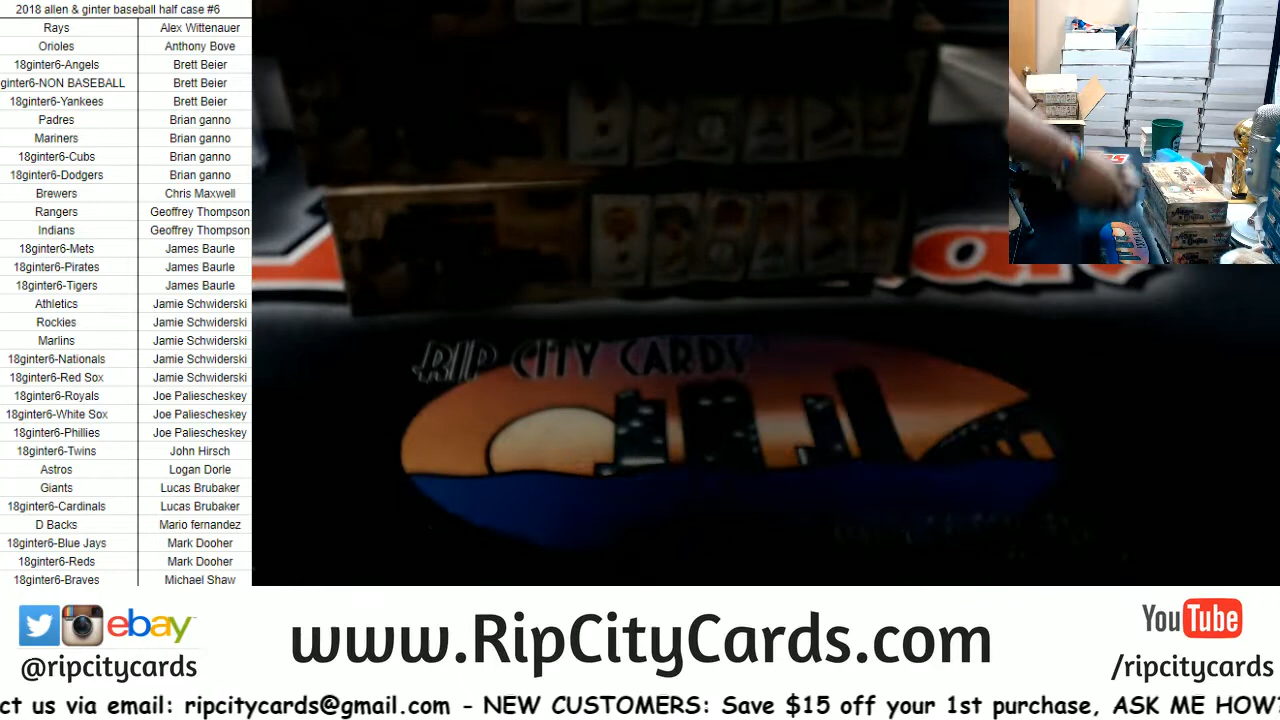 2018 allen & ginter baseball half case #6
Rays Alex Wittenauer
Orioles Anthony Bove
18ginter6-Angels Brett Beier
ginter6-NON BASEBALL Brett Beier
18ginter6-Yankees Brett Beier
Padres Brian ganno
Mariners Brian ganno
18ginter6-Cubs Brian ganno
18ginter6-Dodgers Brian ganno
Brewers Chris Maxwell
Rangers Geoffrey Thompson
Indians Geoffrey Thompson
18ginter6-Mets James Baurle
18ginter6-Pirates James Baurle
18ginter6-Tigers James Baurle
Athletics Jamie Schwiderski
Rockies Jamie Schwiderski
Marlins Jamie Schwiderski
18ginter6-Nationals Jamie Schwiderski
18ginter6-Red Sox Jamie Schwiderski
18ginter6-Royals Joe Paliescheskey
18ginter6-White Sox Joe Paliescheskey
18ginter6-Phillies Joe Paliescheskey
18ginter6-Twins John Hirsch
Astros Logan Dorle
Giants Lucas Brubaker
18ginter6-Cardinals Lucas Brubaker
D Backs Mario fernandez
18ginter6-Blue Jays Mark Dooher
18ginter6-Reds Mark Dooher
18ginter6-Braves Michael Shaw
RIP CITY CARDS
ebay
@ripcitycards
www.RipCityCards.com
YouTube
/ripcitycards
ct us via email: ripcitycards@gmail.com - NEW CUSTOMERS: Save $15 off your 1st purchase, ASK ME HOW?